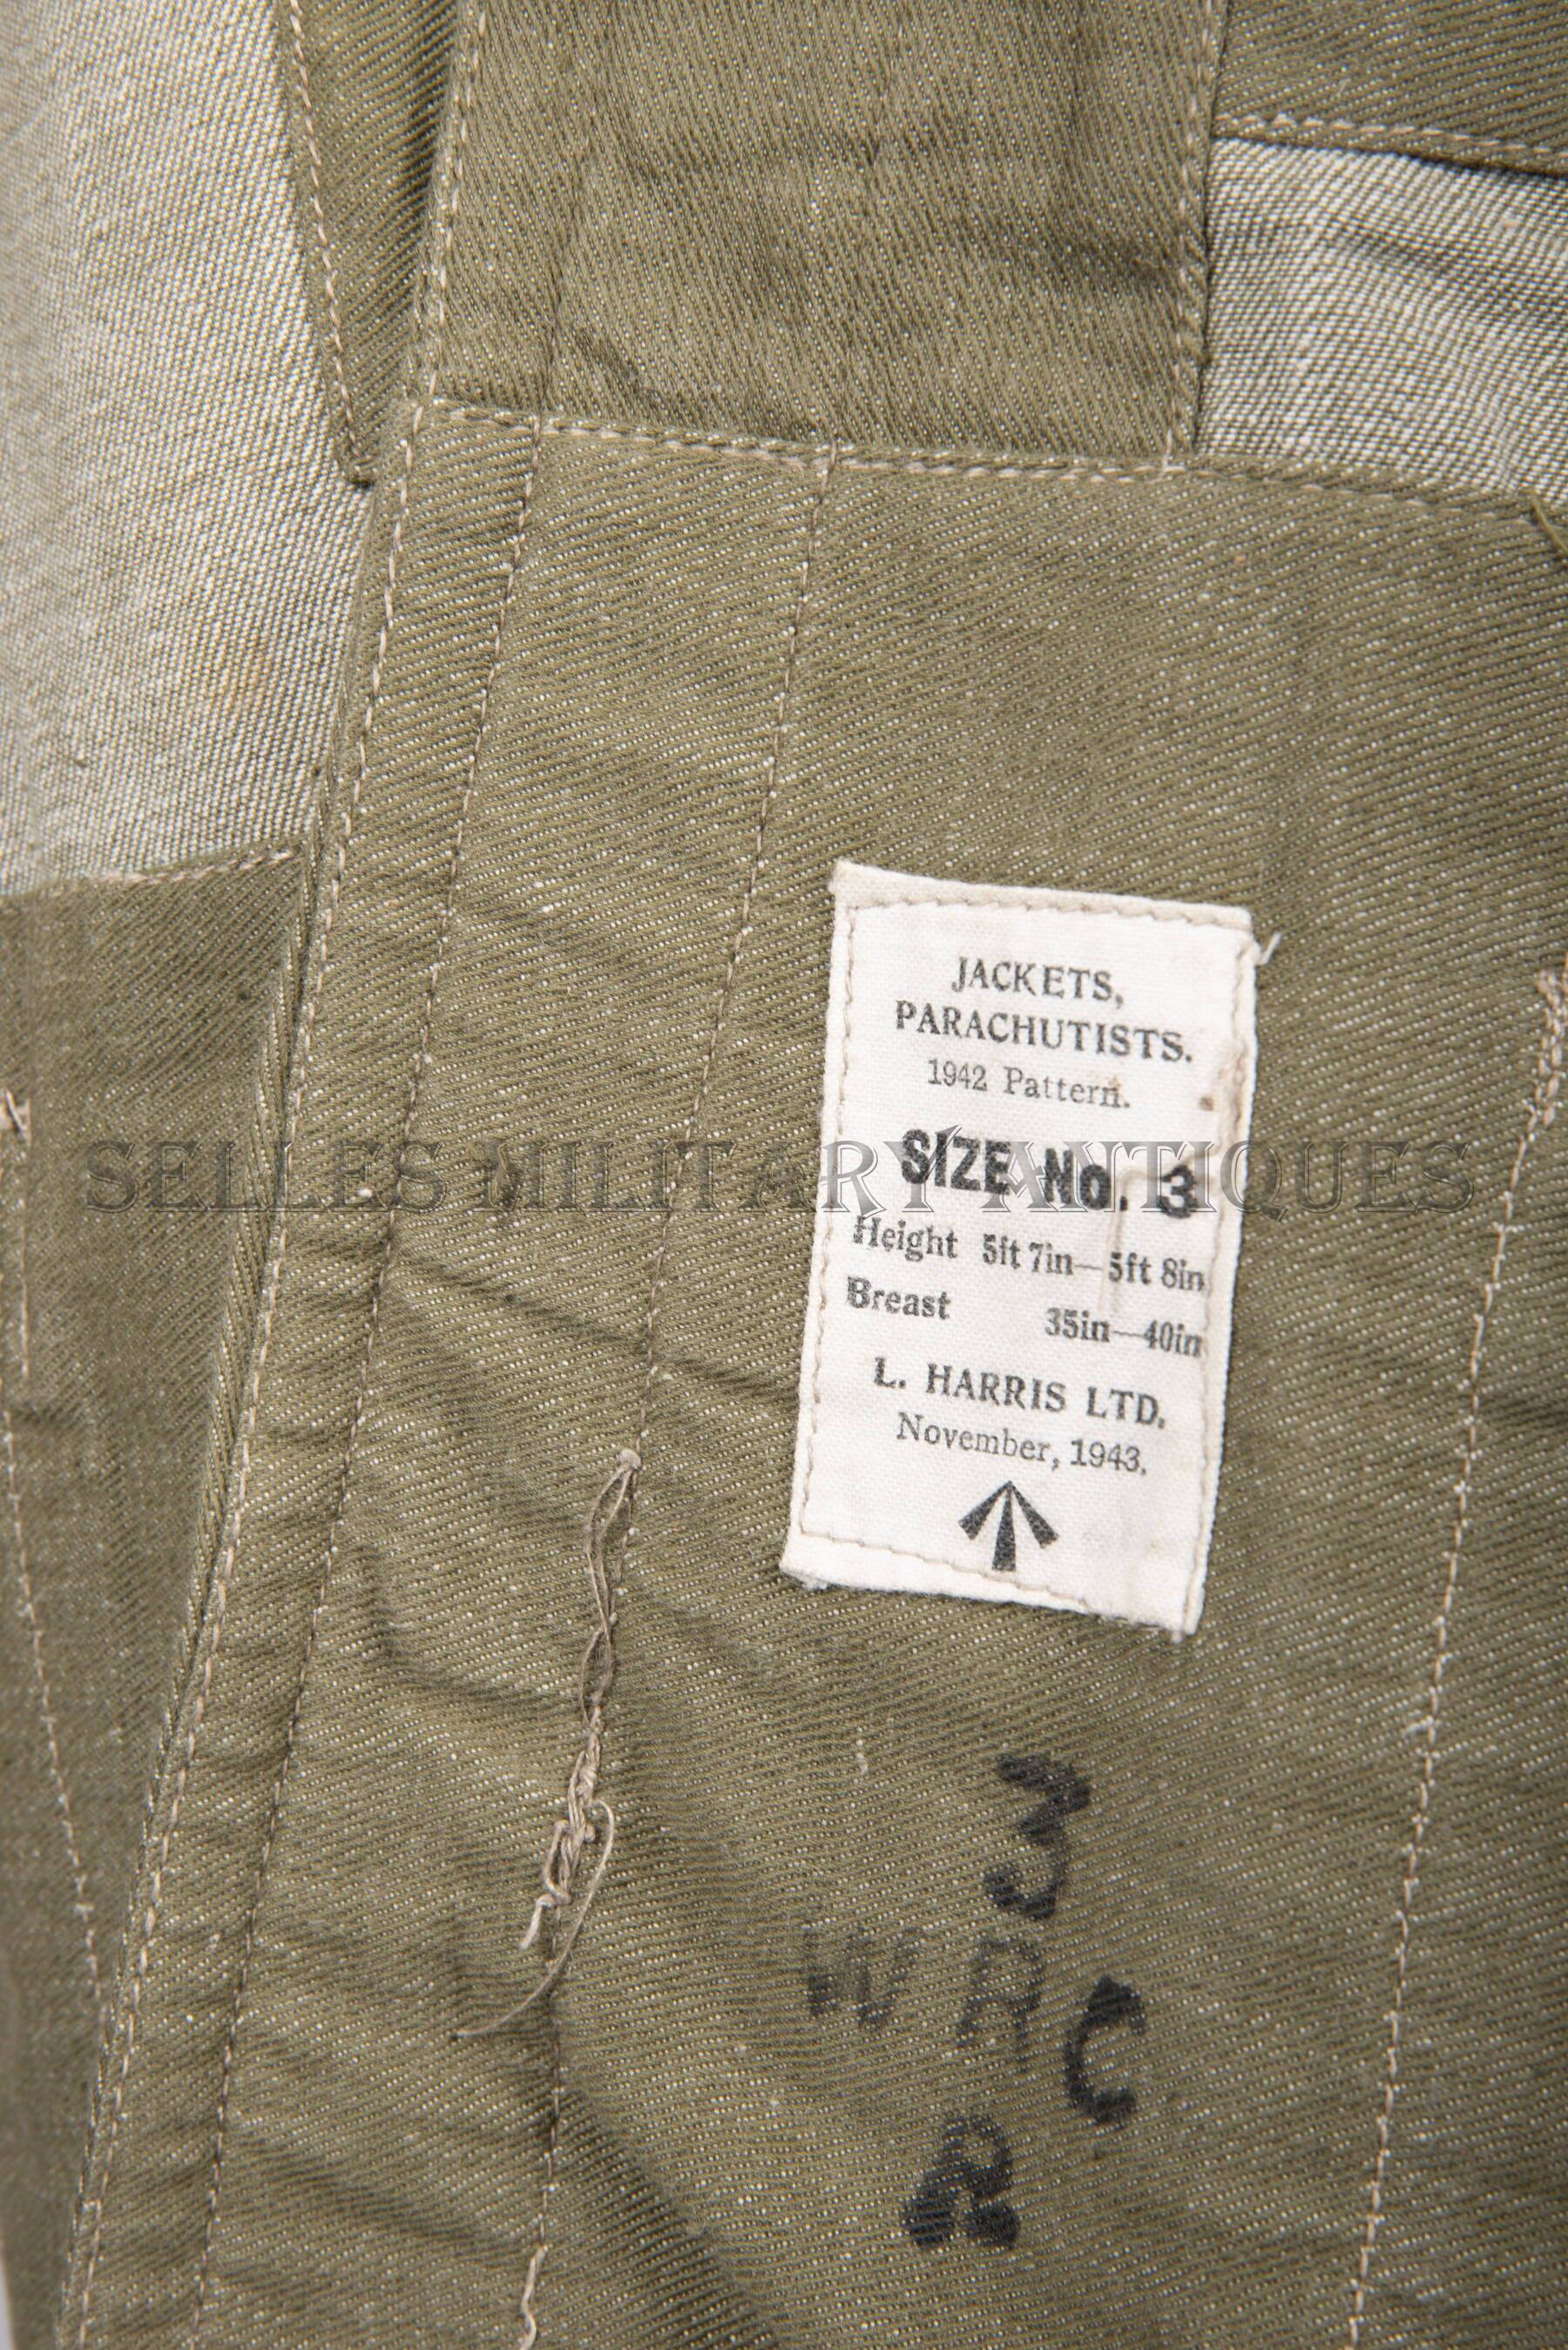 JACKETS,
PARACHUTISTS.
1942 Pattern.
SIZE No. 3
Height 5ft 7in—5ft 8in
Breast 35in—40in
L. HARRIS LTD.
November, 1943.
SELLES MILITARY ANTIQUES
3
W A C